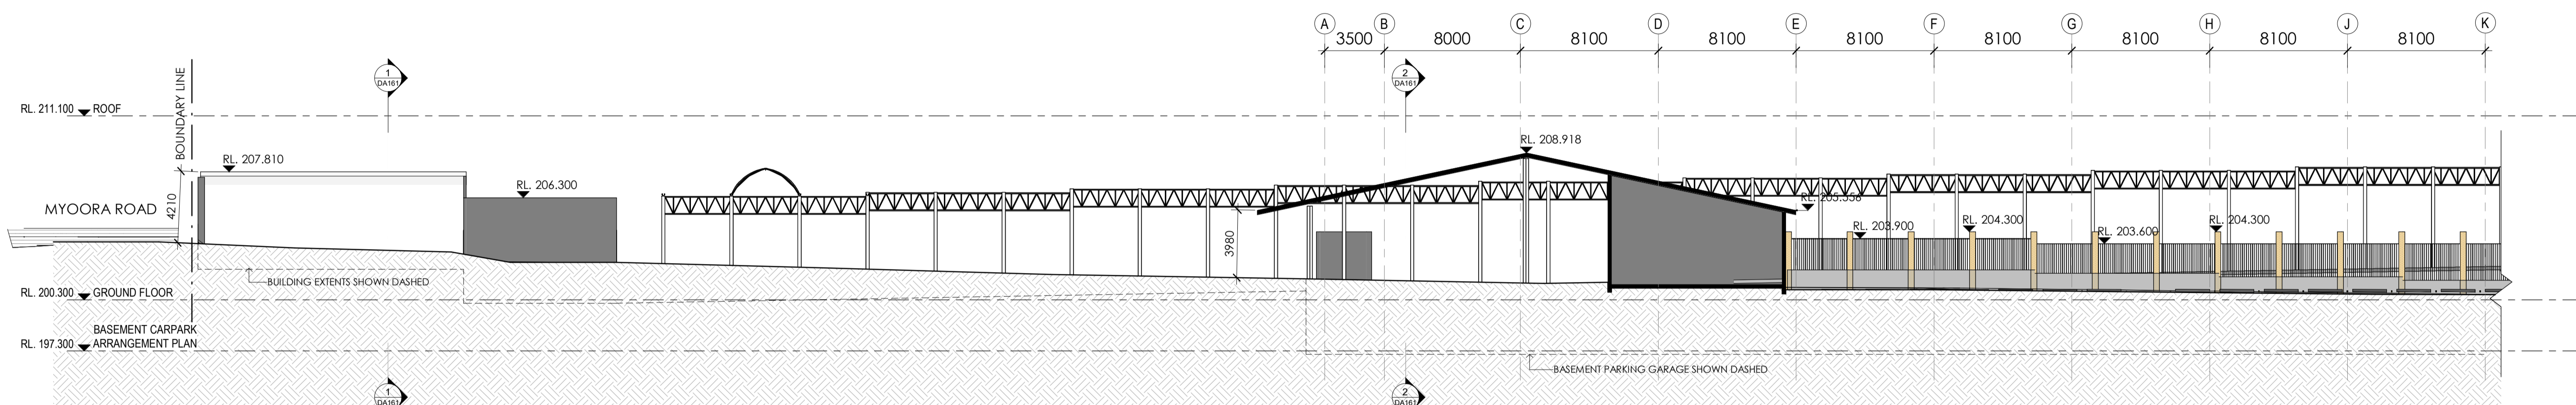 A
B
C
D
E
F
G
H
J
K
3500
8000
8100
8100
8100
8100
8100
8100
8100
1
DA161
2
DA161
BOUNDARY LINE
RL. 211.100 ROOF
RL. 208.918
RL. 207.810
RL. 206.300
RL. 205.558
MYOORA ROAD
4210
3980
RL. 203.900
RL. 204.300
RL. 203.600
RL. 204.300
BUILDING EXTENTS SHOWN DASHED
RL. 200.300 GROUND FLOOR
BASEMENT CARPARK
RL. 197.300 ARRANGEMENT PLAN
BASEMENT PARKING GARAGE SHOWN DASHED
1
DA161
2
DA161